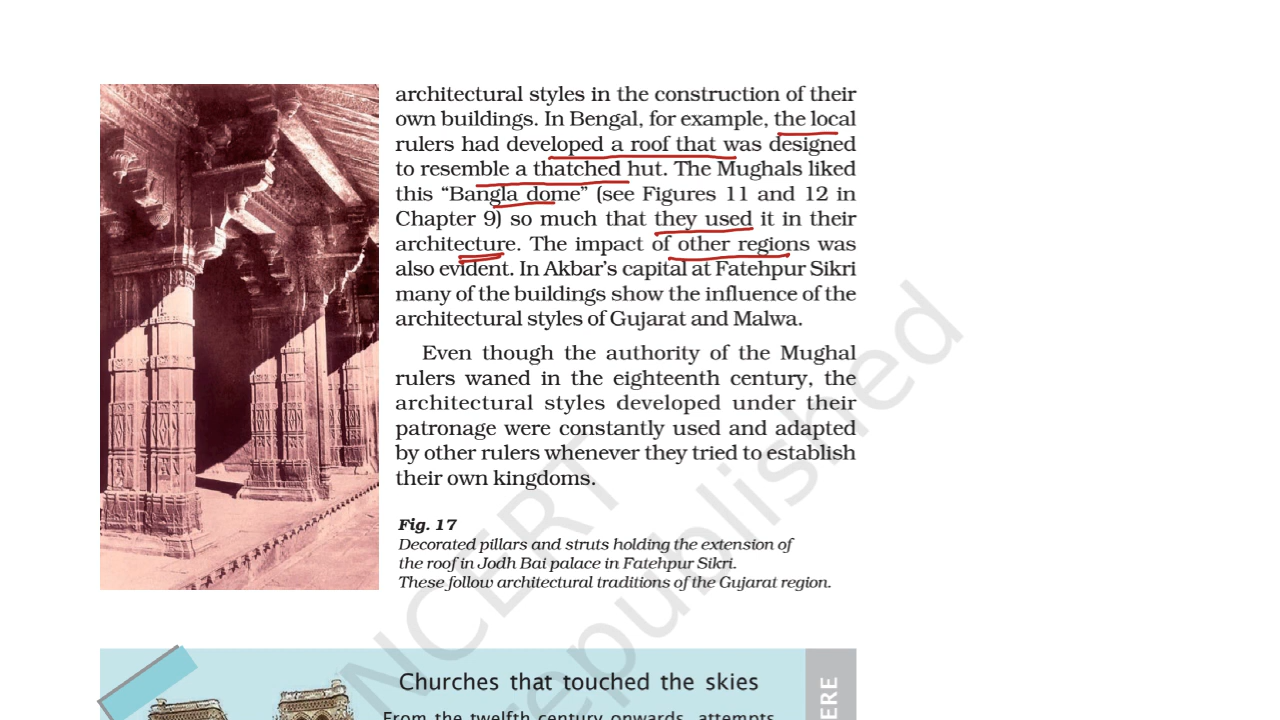 architectural styles in the construction of their
own buildings. In Bengal, for example, the local
rulers had developed a roof that was designed
to resemble a thatched hut. The Mughals liked
this “Bangla dome” (see Figures 11 and 12 in
Chapter 9) so much that they used it in their
architecture. The impact of other regions was
also evident. In Akbar’s capital at Fatehpur Sikri
many of the buildings show the influence of the
architectural styles of Gujarat and Malwa.
Even though the authority of the Mughal
rulers waned in the eighteenth century, the
architectural styles developed under their
patronage were constantly used and adapted
by other rulers whenever they tried to establish
their own kingdoms.
Fig. 17
Decorated pillars and struts holding the extension of
the roof in Jodh Bai palace in Fatehpur Sikri.
These follow architectural traditions of the Gujarat region.
NCERT
republished
Churches that touched the skies
From the twelfth century onwards, attempts
ERE